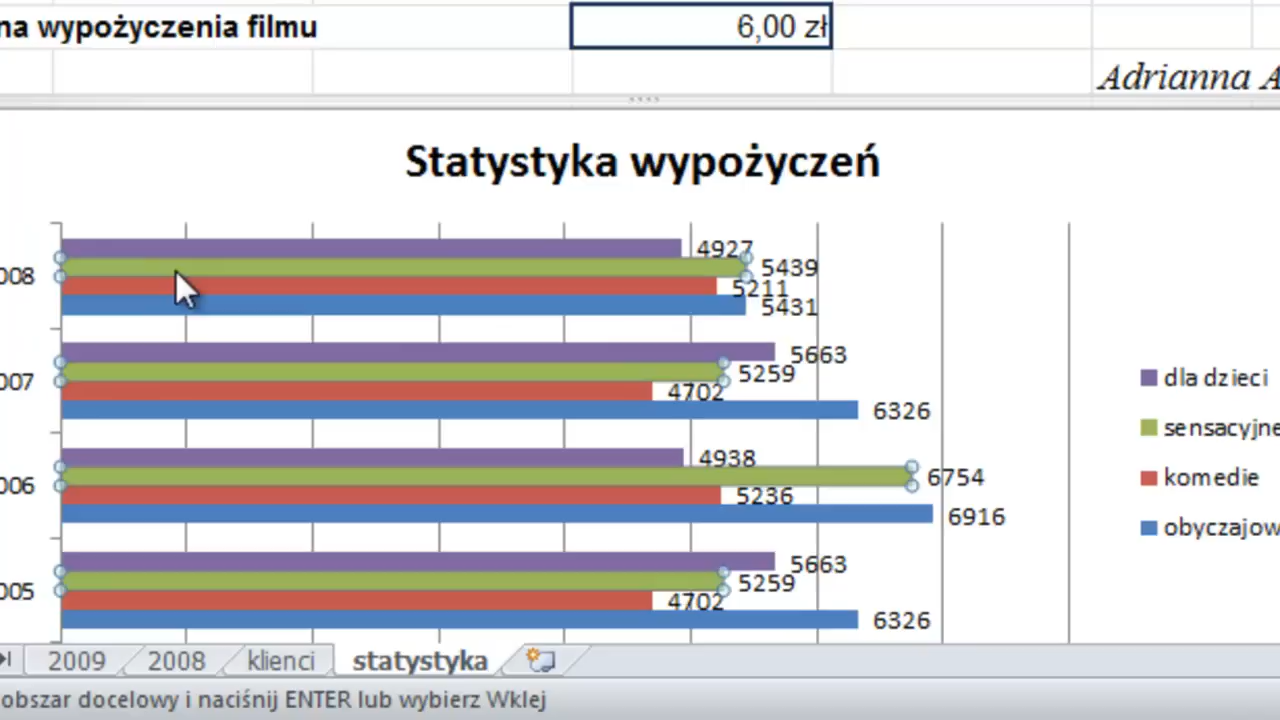 na wypożyczenia filmu 6,00 zł
Adrianna A
Statystyka wypożyczeń
4927
008 5439
5211
5431
5663
007 5259
4702
6326
4938
006 6754
5236
6916
5663
005 5259
4702
6326
dla dzieci
sensacyjne
komedie
obyczajow
2009 2008 klienci statystyka
obszar docelowy i naciśnij ENTER lub wybierz Wklej